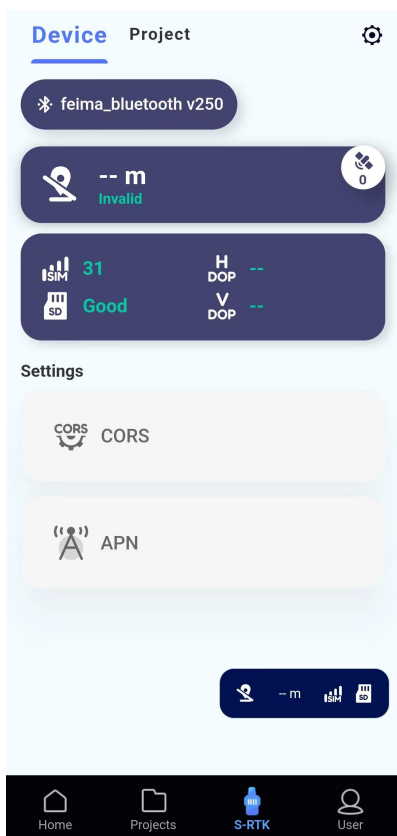 Device Project
feima_bluetooth v250
-- m
Invalid
0
SIM 31
H
DOP --
SD Good
V
DOP --
Settings
CORS CORS
APN
-- m SIM SD
Home Projects S-RTK User